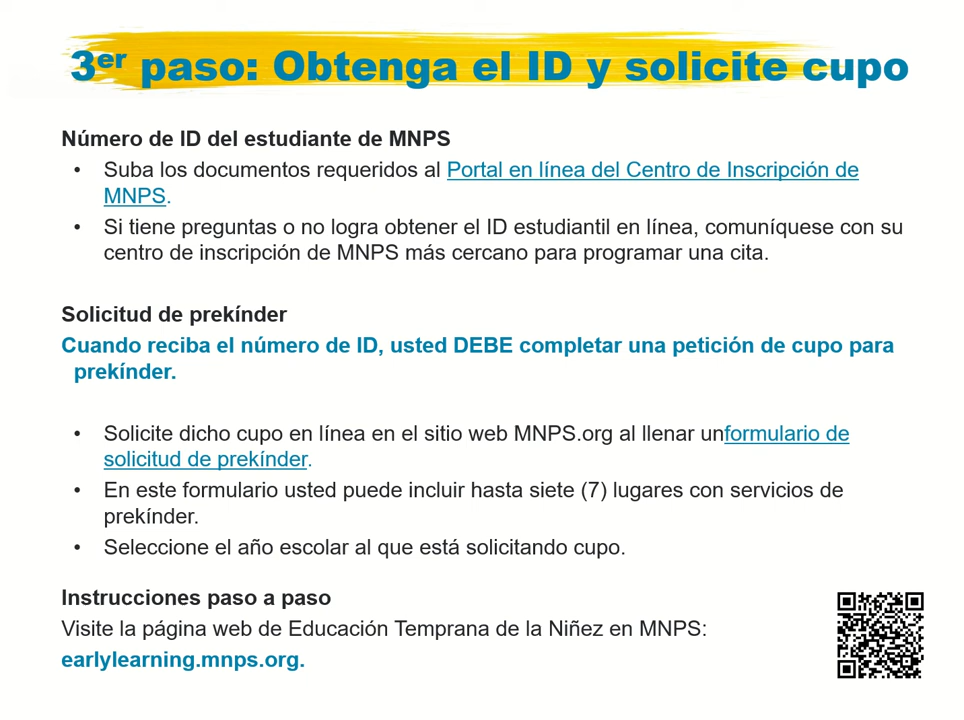 3er paso: Obtenga el ID y solicite cupo
Número de ID del estudiante de MNPS
• Suba los documentos requeridos al Portal en línea del Centro de Inscripción de
MNPS.
• Si tiene preguntas o no logra obtener el ID estudiantil en línea, comuníquese con su
centro de inscripción de MNPS más cercano para programar una cita.
Solicitud de prekínder
Cuando reciba el número de ID, usted DEBE completar una petición de cupo para
prekínder.
• Solicite dicho cupo en línea en el sitio web MNPS.org al llenar unformulario de
solicitud de prekínder.
• En este formulario usted puede incluir hasta siete (7) lugares con servicios de
prekínder.
• Seleccione el año escolar al que está solicitando cupo.
Instrucciones paso a paso
Visite la página web de Educación Temprana de la Niñez en MNPS:
earlylearning.mnps.org.